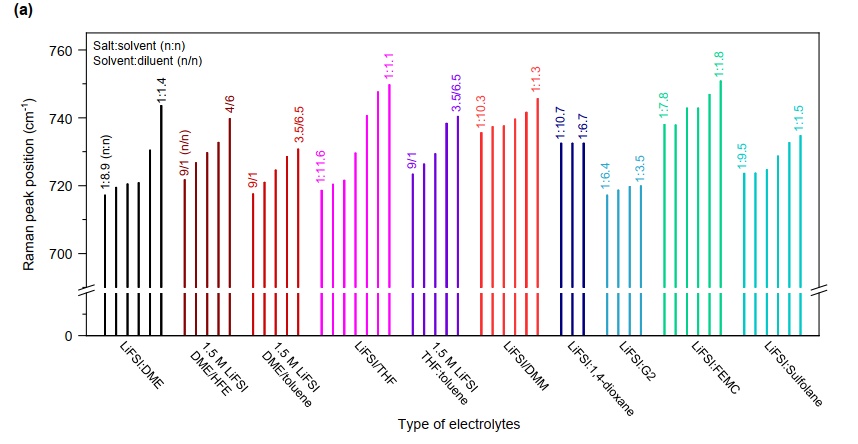 (a)
Salt:solvent (n:n)
Solvent:diluent (n/n)
Raman peak position (cm⁻¹)
760
740
720
700
0
1:8.9 (n:n)
1:1.4
9/1 (n/n)
4/6
9/1
3.5/6.5
1:11.6
1:1.1
9/1
3.5/6.5
1:10.3
1:1.3
1:10.7
1:6.7
1:6.4
1:3.5
1:7.8
1:1.8
1:9.5
1:1.5
LiFSI:DME
1.5 M LiFSI
DME/HFE
1.5 M LiFSI
DME/toluene
LiFSI/THF
1.5 M LiFSI
THF:toluene
LiFSI/DMM
LiFSI:1,4-dioxane
LiFSI:G2
LiFSI:FEMC
LiFSI:Sulfolane
Type of electrolytes